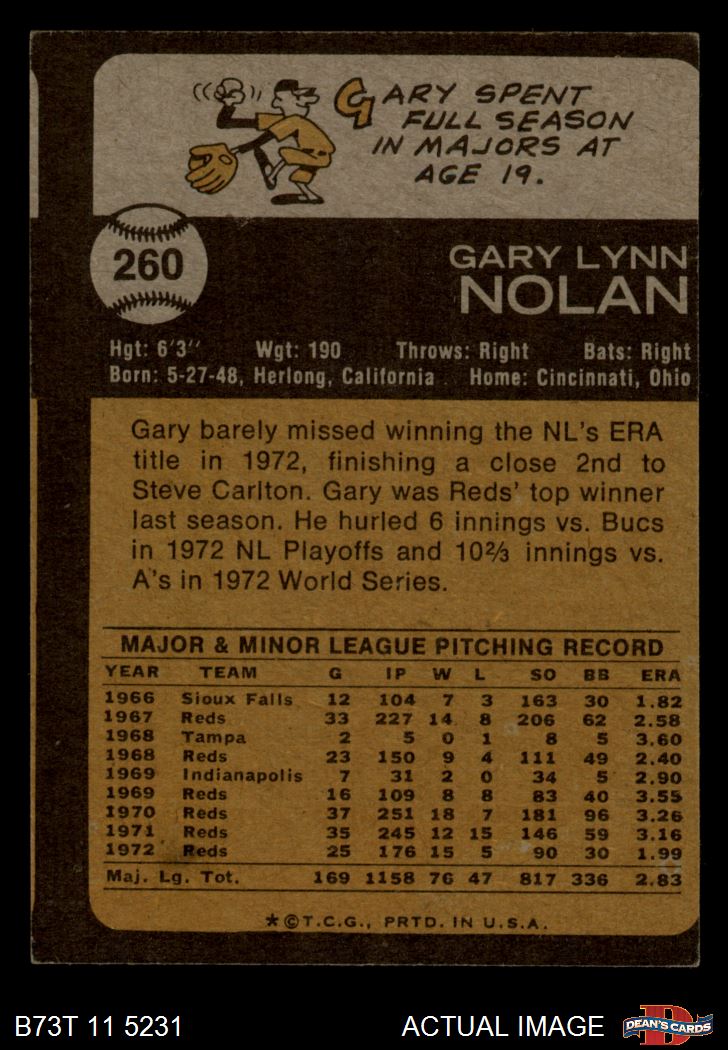 GARY SPENT
FULL SEASON
IN MAJORS AT
AGE 19.
260
GARY LYNN
NOLAN
Hgt: 6'3" Wgt: 190 Throws: Right Bats: Right
Born: 5-27-48, Herlong, California Home: Cincinnati, Ohio
Gary barely missed winning the NL's ERA
title in 1972, finishing a close 2nd to
Steve Carlton. Gary was Reds' top winner
last season. He hurled 6 innings vs. Bucs
in 1972 NL Playoffs and 10⅔ innings vs.
A's in 1972 World Series.
MAJOR & MINOR LEAGUE PITCHING RECORD
YEAR TEAM G IP W L SO BB ERA
1966 Sioux Falls 12 104 7 3 163 30 1.82
1967 Reds 33 227 14 8 206 62 2.58
1968 Tampa 2 5 0 1 8 5 3.60
1968 Reds 23 150 9 4 111 49 2.40
1969 Indianapolis 7 31 2 0 34 5 2.90
1969 Reds 16 109 8 8 83 40 3.55
1970 Reds 37 251 18 7 181 96 3.26
1971 Reds 35 245 12 15 146 59 3.16
1972 Reds 25 176 15 5 90 30 1.99
Maj. Lg. Tot. 169 1158 76 47 817 336 2.83
*©T.C.G., PRTD. IN U.S.A.
B73T 11 5231 ACTUAL IMAGE DEAN'S CARDS